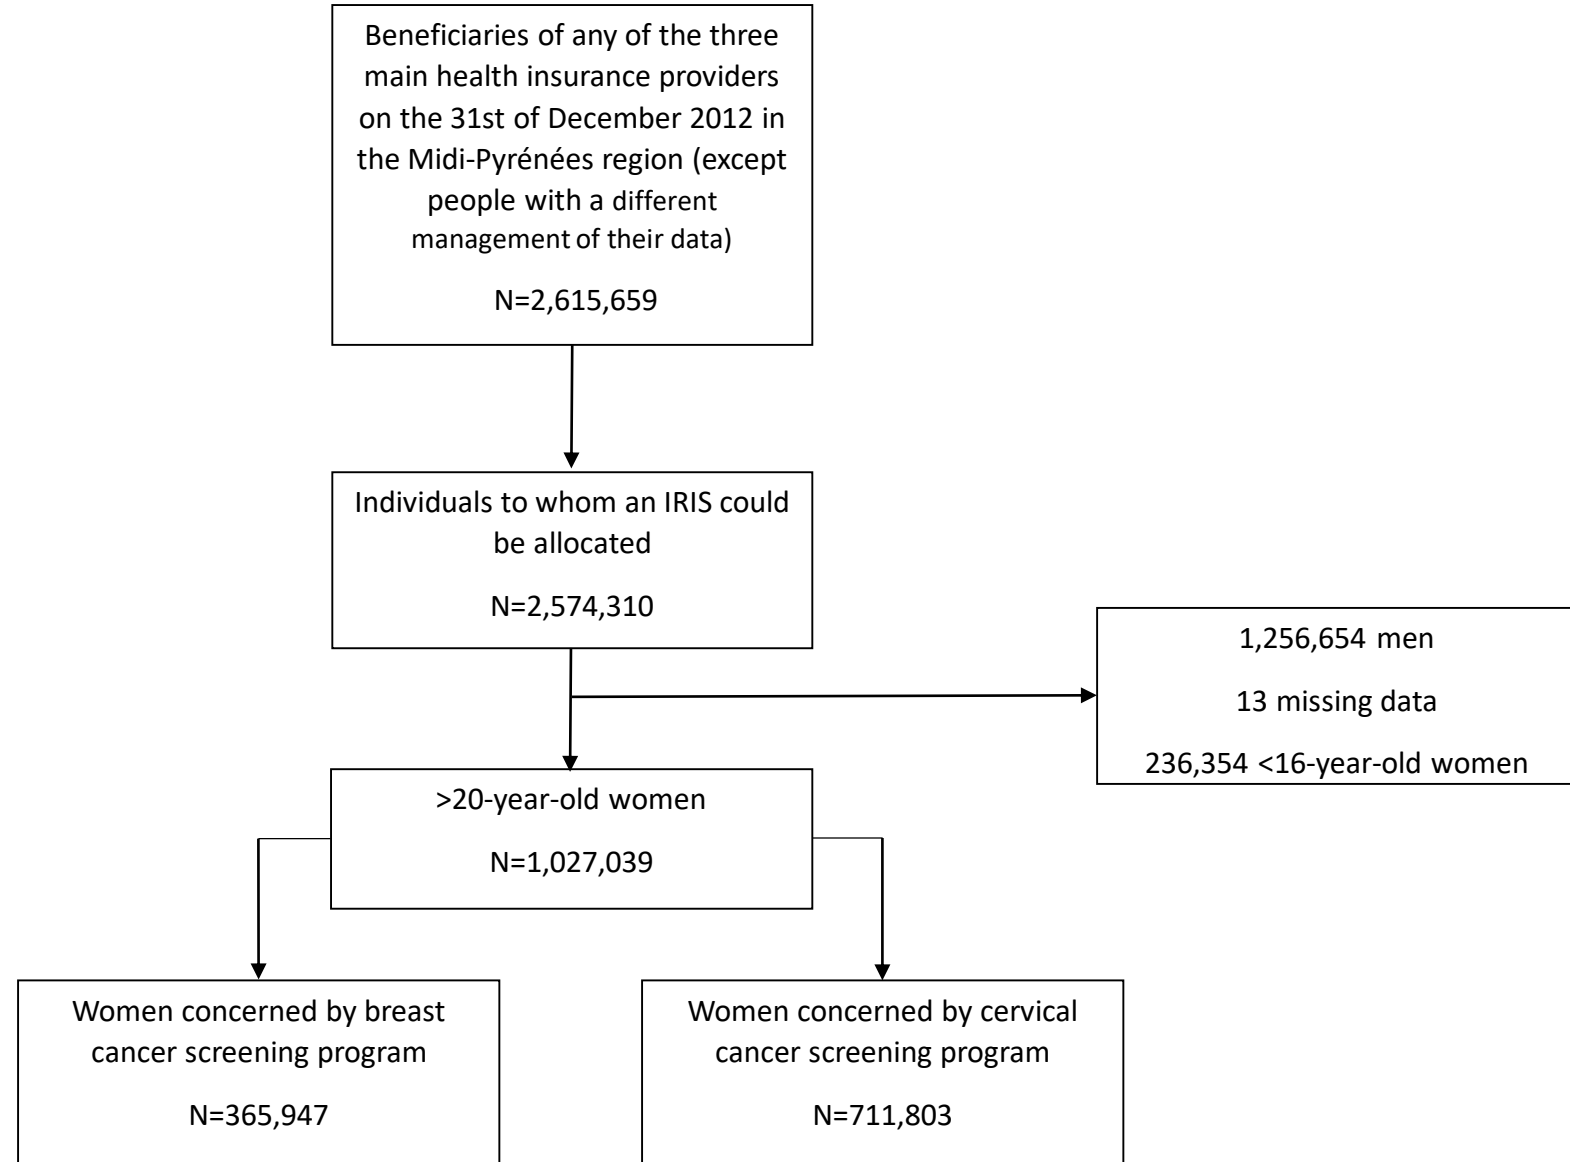 Beneficiaries of any of the three
main health insurance providers
on the 31st of December 2012 in
the Midi-Pyrénées region (except
people with a different
management of their data)
N=2,615,659
Individuals to whom an IRIS could
be allocated
N=2,574,310
1,256,654 men
13 missing data
236,354 <16-year-old women
>20-year-old women
N=1,027,039
Women concerned by breast
cancer screening program
N=365,947
Women concerned by cervical
cancer screening program
N=711,803